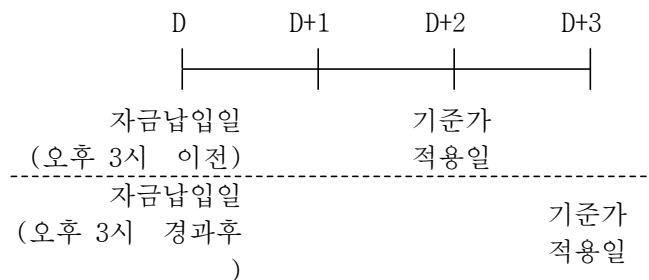 D D+1 D+2 D+3
자금납입일 기준가
(오후 3시 이전) 적용일
자금납입일
(오후 3시 경과후
)
기준가
적용일